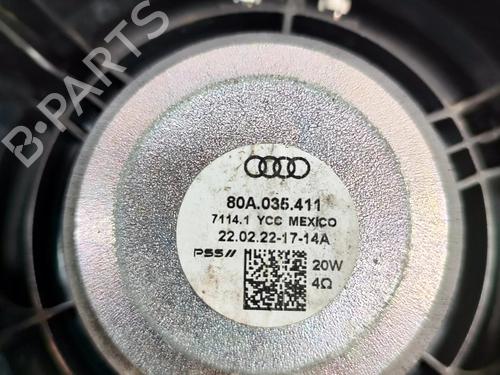 B-PARTS
80A.035.411
7114.1 YCC MEXICO
22.02.22-17-14A
PSS//
20W
4Ω